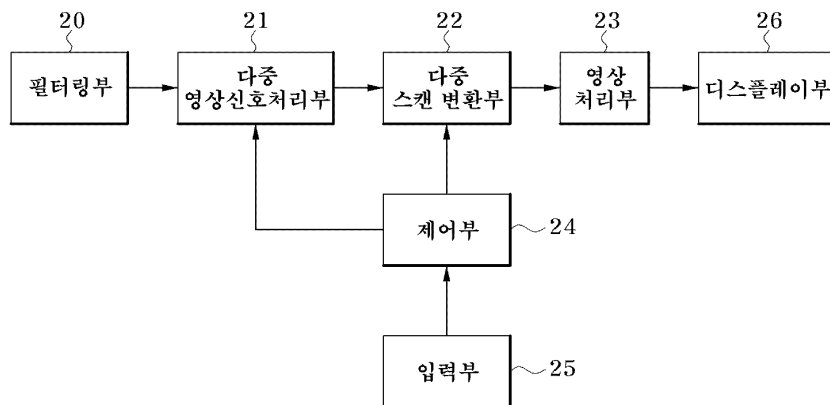 20
21
22
23
26
필터링부
다중
영상신호처리부
다중
스캔 변환부
영상
처리부
디스플레이부
제어부
24
입력부
25